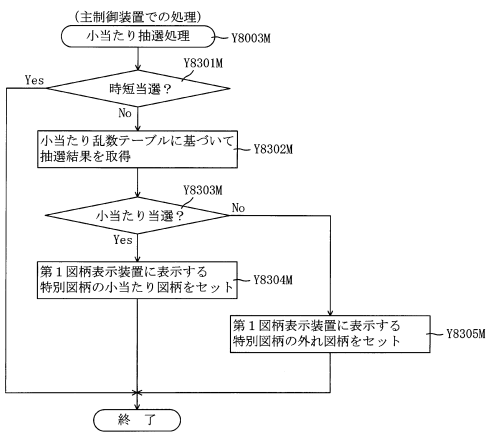 (主制御装置での処理)
小当たり抽選処理
Y8003M
Y8301M
Yes
時短当選?
No
小当たり乱数テーブルに基づいて
抽選結果を取得
Y8302M
Y8303M
小当たり当選?
No
Yes
第1図柄表示装置に表示する
特別図柄の小当たり図柄をセット
Y8304M
第1図柄表示装置に表示する
特別図柄の外れ図柄をセット
Y8305M
終 了